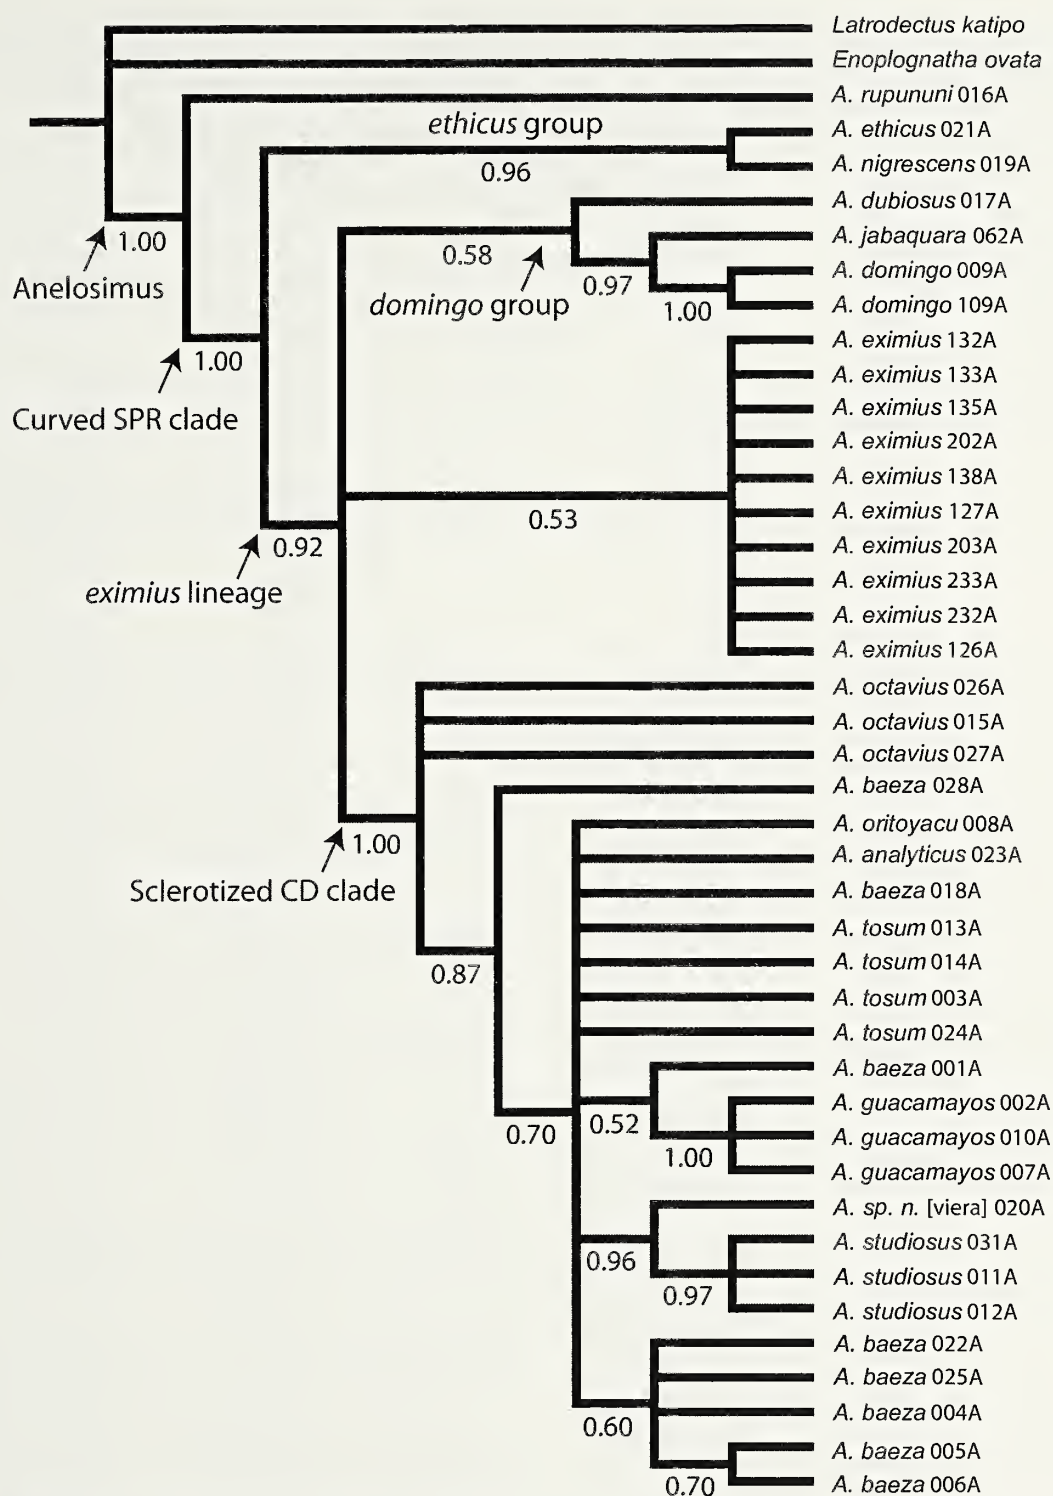 Latrodectus katipo
Enoplognatha ovata
A. rupununi 016A
ethicus group
A. ethicus 021A
0.96
A. nigrescens 019A
A. dubiosus 017A
1.00
0.58
A. jabaquara 062A
Anelosimus
0.97
A. domingo 009A
domingo group
1.00
A. domingo 109A
A. eximius 132A
1.00
A. eximius 133A
Curved SPR clade
A. eximius 135A
A. eximius 202A
A. eximius 138A
0.53
A. eximius 127A
0.92
A. eximius 203A
eximius lineage
A. eximius 233A
A. eximius 232A
A. eximius 126A
A. octavius 026A
A. octavius 015A
A. octavius 027A
A. baeza 028A
A. oritoyacu 008A
1.00
A. analyticus 023A
Sclerotized CD clade
A. baeza 018A
A. tosum 013A
0.87
A. tosum 014A
A. tosum 003A
A. tosum 024A
A. baeza 001A
A. guacamayos 002A
0.70
0.52
A. guacamayos 010A
1.00
A. guacamayos 007A
A. sp. n. [viera] 020A
A. studiosus 031A
0.96
A. studiosus 011A
0.97
A. studiosus 012A
A. baeza 022A
A. baeza 025A
A. baeza 004A
0.60
A. baeza 005A
0.70
A. baeza 006A